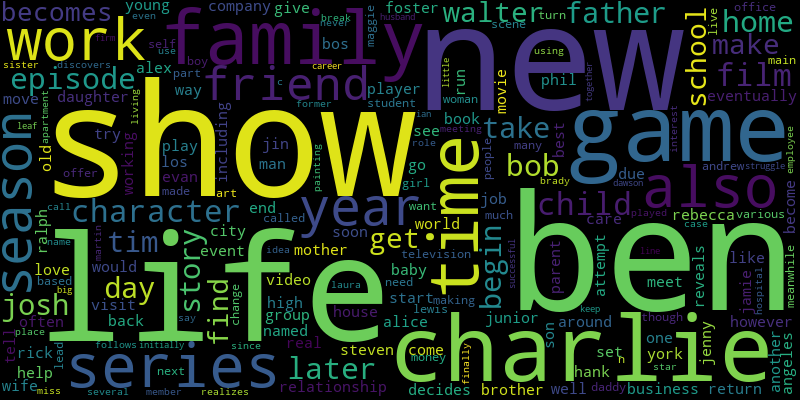 becomes
young
company
give
foster
walter
father
becomes
office
live
home
work
family
new
school
make
film
main
eventually
episode
alex
friend
player
phil
movie
run
woman
using
together
sister
discovers
boy
use
self
part
way
bos
maggie
husband
break
never
even
turn
scene
firm
career
former
student
move
daughter
living
apartment
leaf
old
season
show
game
try
working
play
los
evan
made
offer
including
jin
man
art
painting
book
see
go
girl
role
ian
meeting
little
take
many
people
best
bob
due
andrew
struggle
interest
employee
brady
dawson
call
name
ralph
character
tim
year
time
child
also
rebecca
various
become
city
event
story
end
called
soon
world
want
get
job
much
care
played
case
martin
would
love
based
big
day
visit
mother
television
begin
successful
parent
attempt
reveals
meet
like
jamie
hospital
meanwhile
life
ben
josh
often
back
find
change
video
high
group
named
idea
laura
baby
need
start
making
alice
lewis
junior
son
around
keep
though
however
charlie
jenny
tell
place
rick
lead
say
follows
initially
since
real
house
steven
come
money
finally
set
n
one
york
star
line
another
angeles
help
wife
miss
several
member
next
realizes
series
later
relationship
decides
brother
well
hank
daddy
business
return